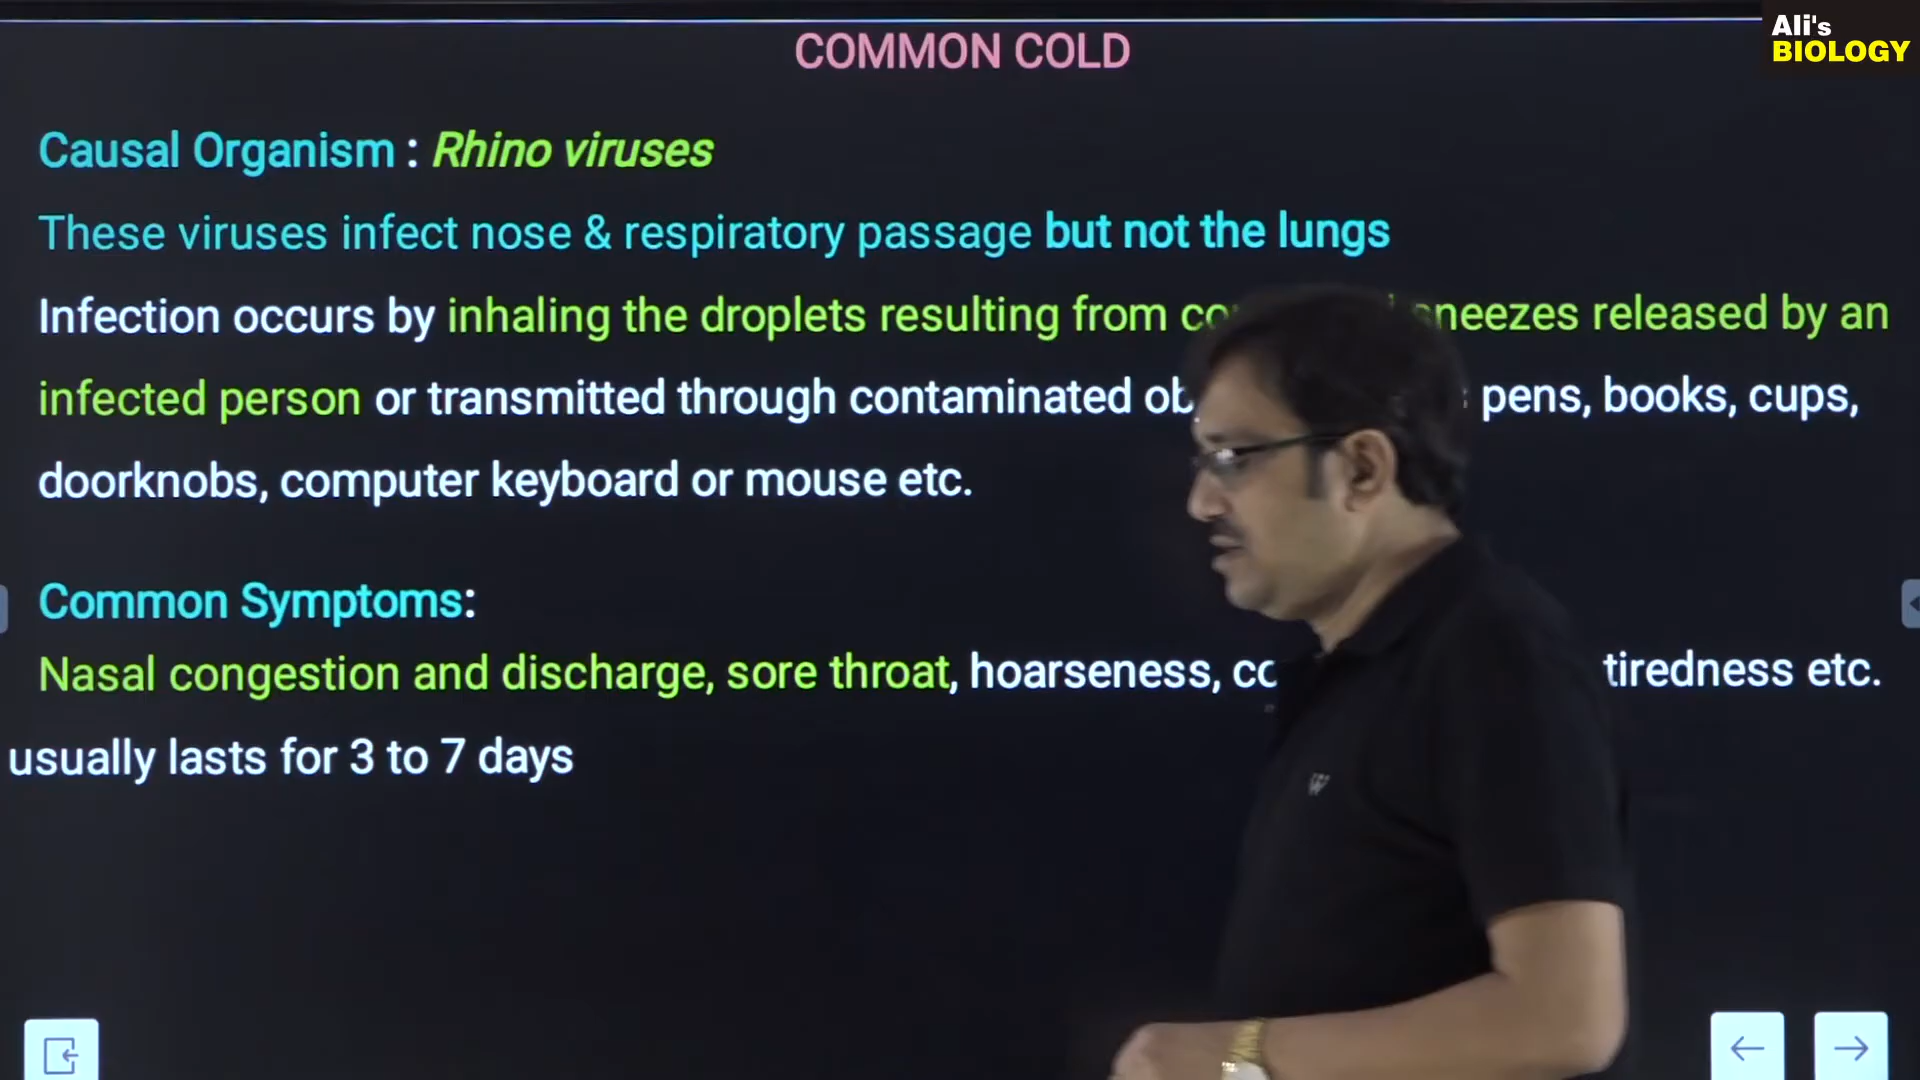 Ali's
BIOLOGY
COMMON COLD
Causal Organism : Rhino viruses
These viruses infect nose & respiratory passage but not the lungs
Infection occurs by inhaling the droplets resulting from sneezes released by an
infected person or transmitted through contaminated pens, books, cups,
doorknobs, computer keyboard or mouse etc.
Common Symptoms:
Nasal congestion and discharge, sore throat, hoarseness, tiredness etc.
usually lasts for 3 to 7 days